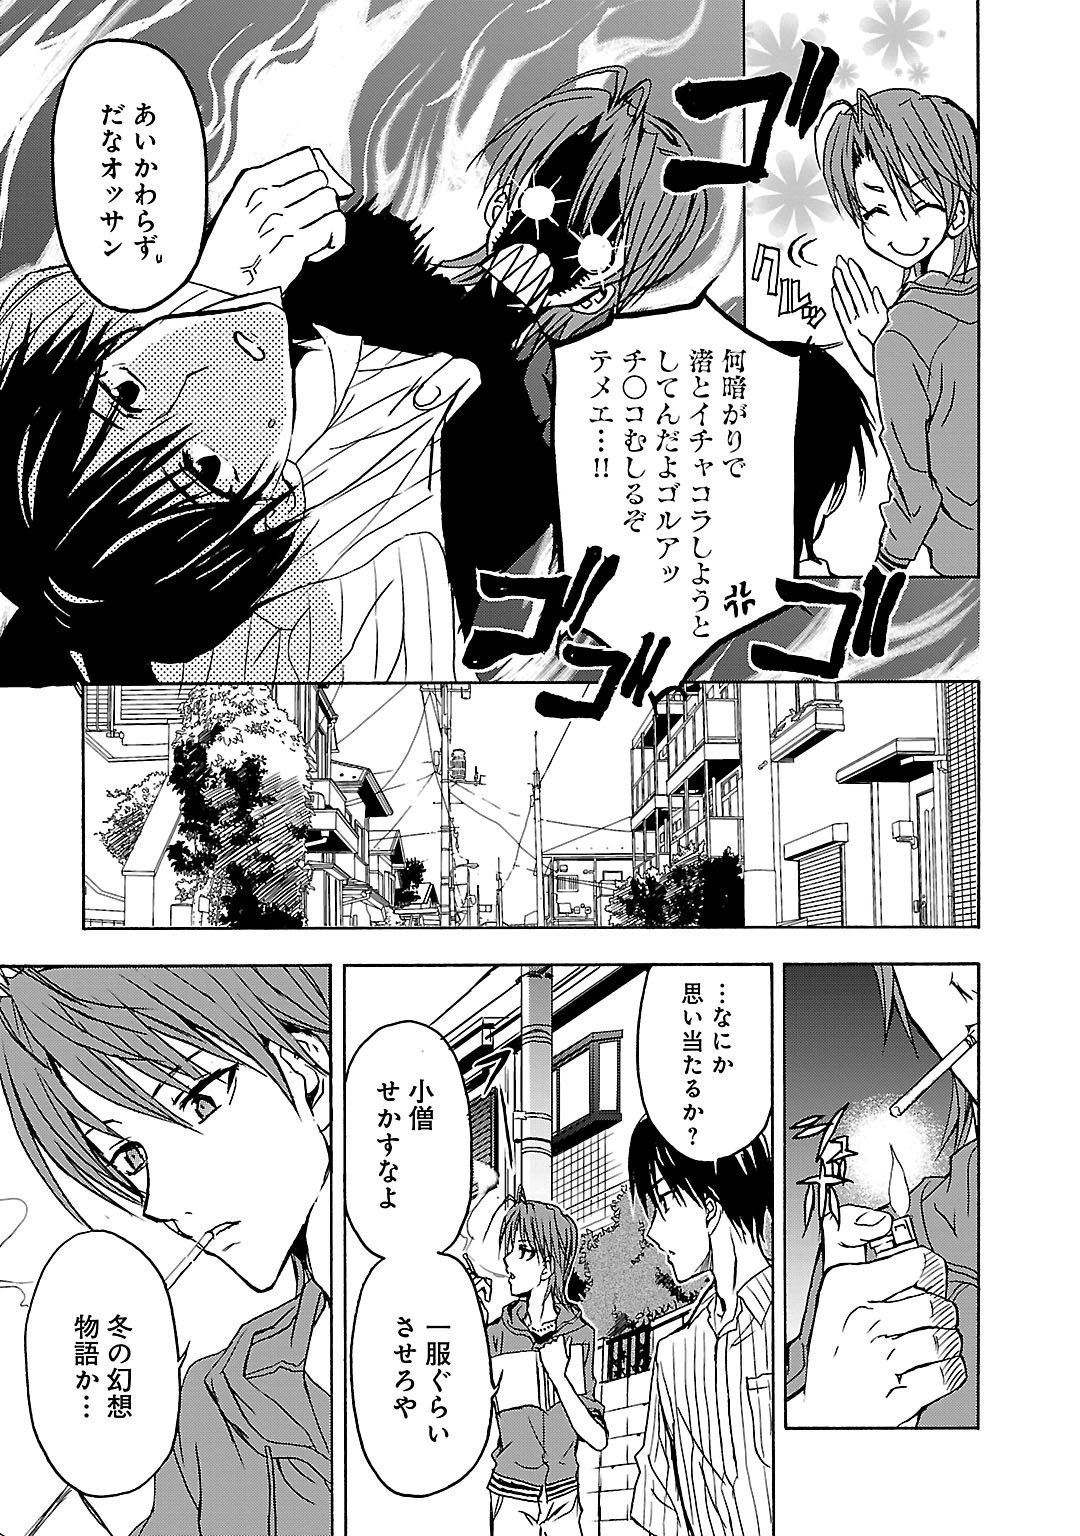 クルッ
ゴ
何暗がりで
渚とイチャコラしようと
してんだよゴルアッ
チ○コむしるぞ
テメエ…!!
ゴ
ゴ
ゴ
あいかわらず
だなオッサン
…なにか
思い当たるか?
小僧
せかすなよ
一服ぐらい
させろや
冬の幻想
物語か…